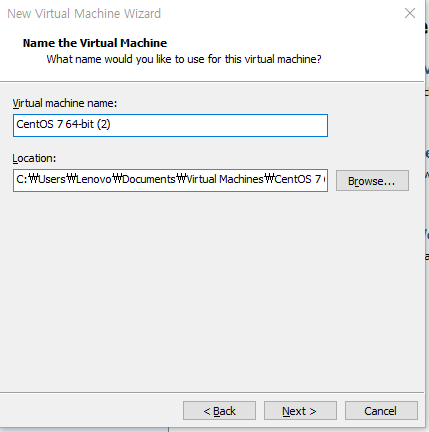 New Virtual Machine Wizard
Name the Virtual Machine
What name would you like to use for this virtual machine?
Virtual machine name:
CentOS 7 64-bit (2)
Location:
C:₩Users₩Lenovo₩Documents₩Virtual Machines₩CentOS 7
Browse...
< Back
Next >
Cancel